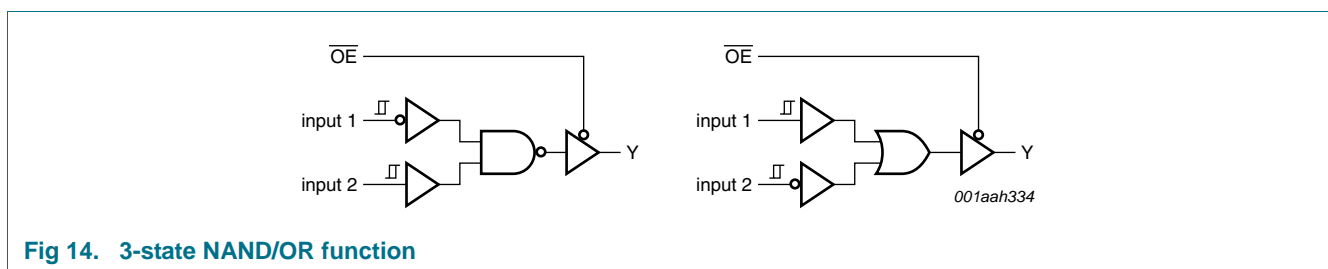 OE OE
input 1 input 1
Y Y
input 2 input 2
001aah334
Fig 14. 3-state NAND/OR function